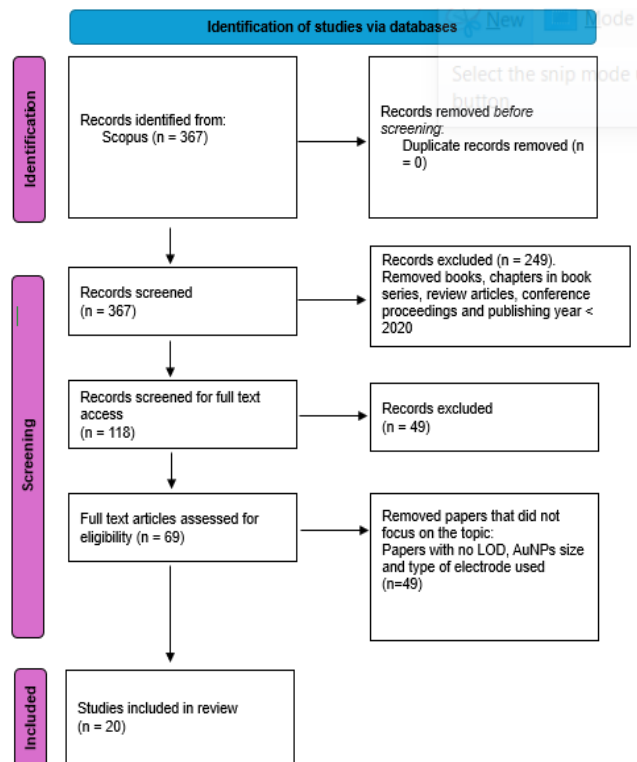 Identification of studies via databases
New
Mode
Select the snip mode
button.
Identification
Records identified from:
Scopus (n = 367)
Records removed before
screening:
Duplicate records removed (n
= 0)
Screening
Records screened
(n = 367)
Records excluded (n = 249).
Removed books, chapters in book
series, review articles, conference
proceedings and publishing year <
2020
Records screened for full text
access
(n = 118)
Records excluded
(n = 49)
Full text articles assessed for
eligibility (n = 69)
Removed papers that did not
focus on the topic:
Papers with no LOD, AuNPs size
and type of electrode used
(n=49)
Included
Studies included in review
(n = 20)